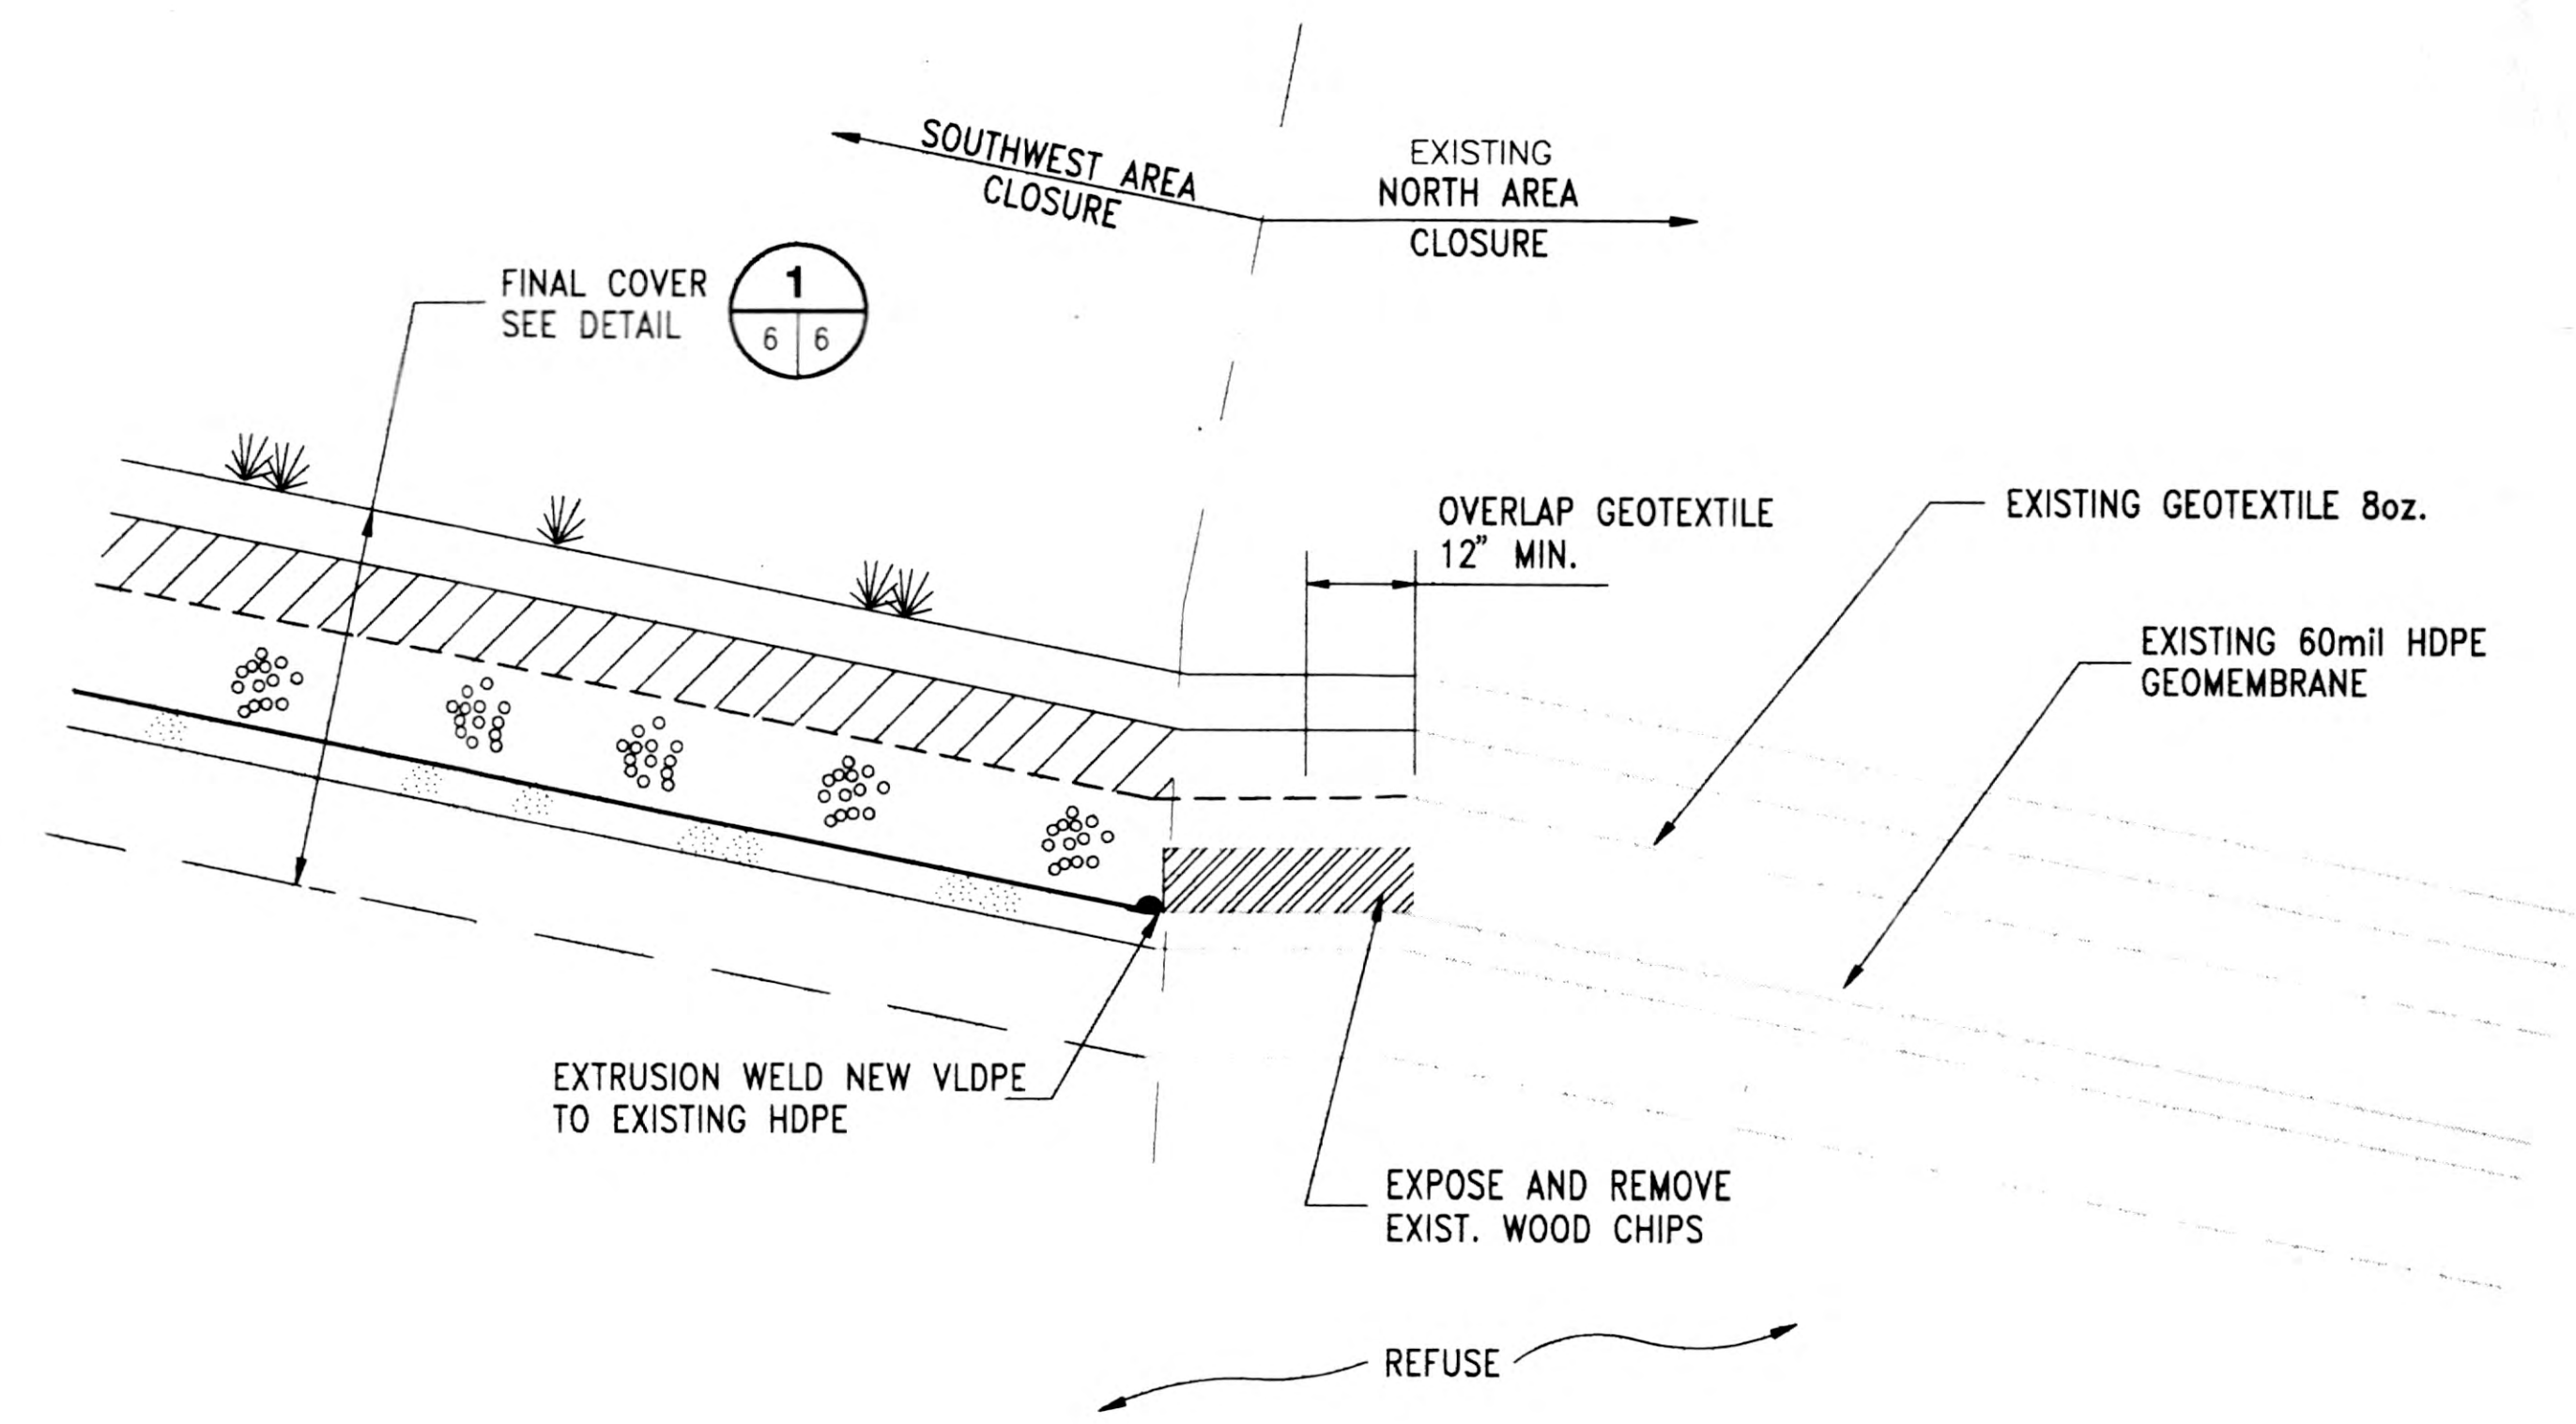 SOUTHWEST AREA
CLOSURE
EXISTING
NORTH AREA
CLOSURE
FINAL COVER
SEE DETAIL
1
6 6
OVERLAP GEOTEXTILE
12" MIN.
EXISTING GEOTEXTILE 8oz.
EXISTING 60mil HDPE
GEOMEMBRANE
EXTRUSION WELD NEW VLDPE
TO EXISTING HDPE
EXPOSE AND REMOVE
EXIST. WOOD CHIPS
REFUSE